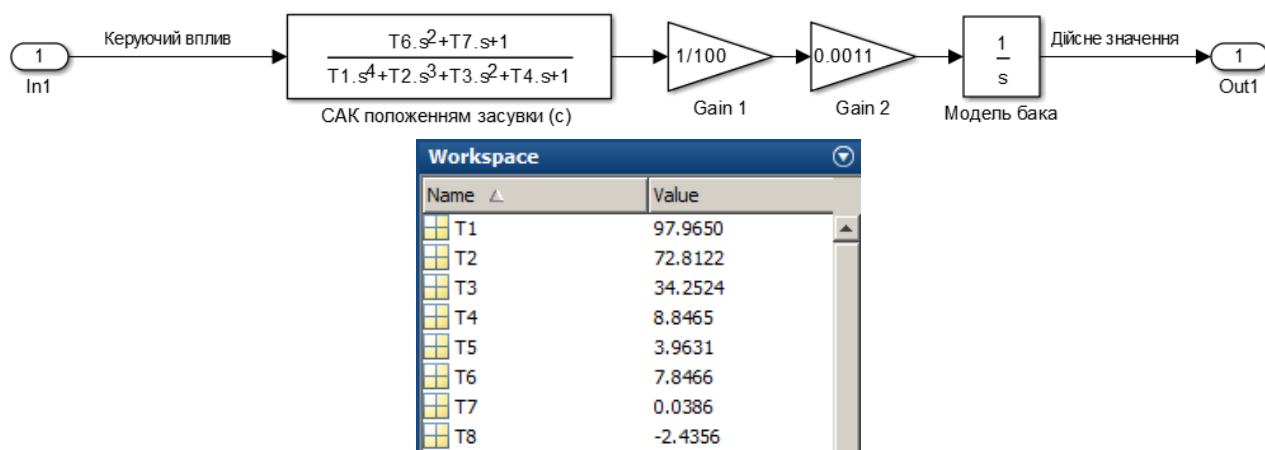 Керуючий вплив
1
In1
T6.s²+T7.s+1
T1.s⁴+T2.s³+T3.s²+T4.s+1
САК положенням засувки (с)
1/100
Gain 1
0.0011
Gain 2
1
s
Модель бака
Дійсне значення
1
Out1
Workspace
Name Value
T1 97.9650
T2 72.8122
T3 34.2524
T4 8.8465
T5 3.9631
T6 7.8466
T7 0.0386
T8 -2.4356